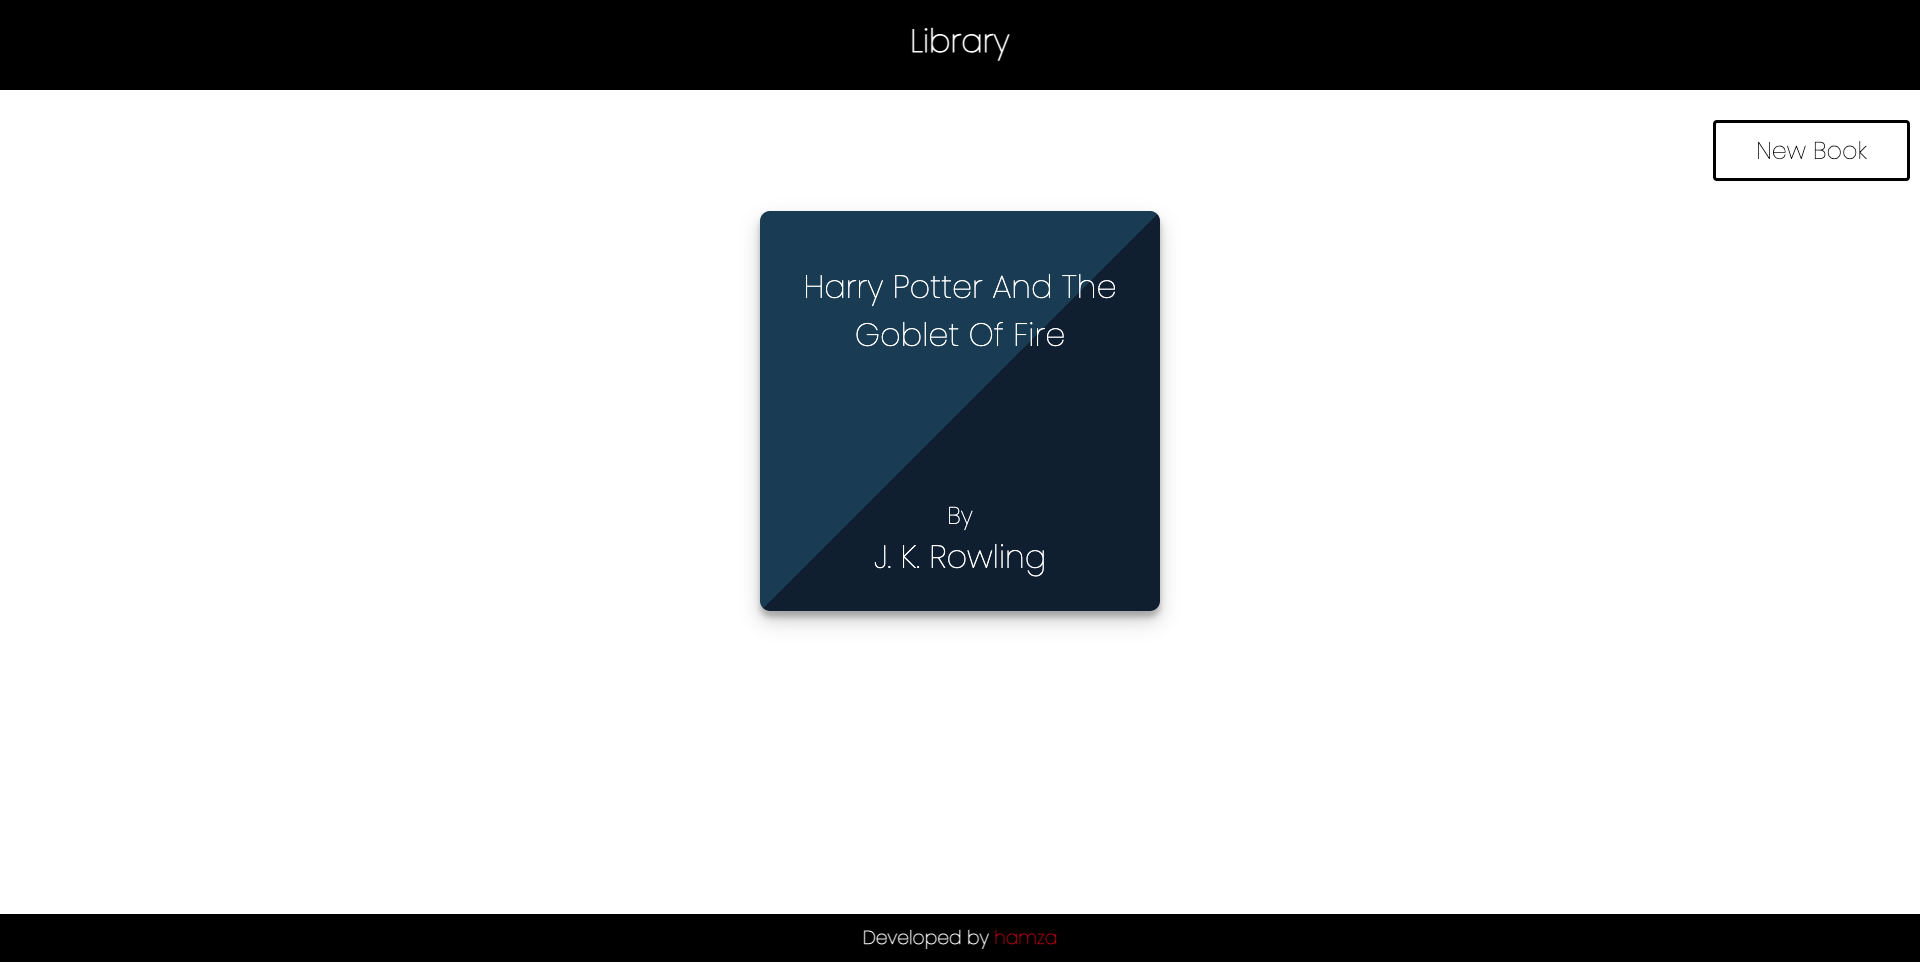 Library
New Book
Harry Potter And The
Goblet Of Fire
By
J. K. Rowling
Developed by hamza